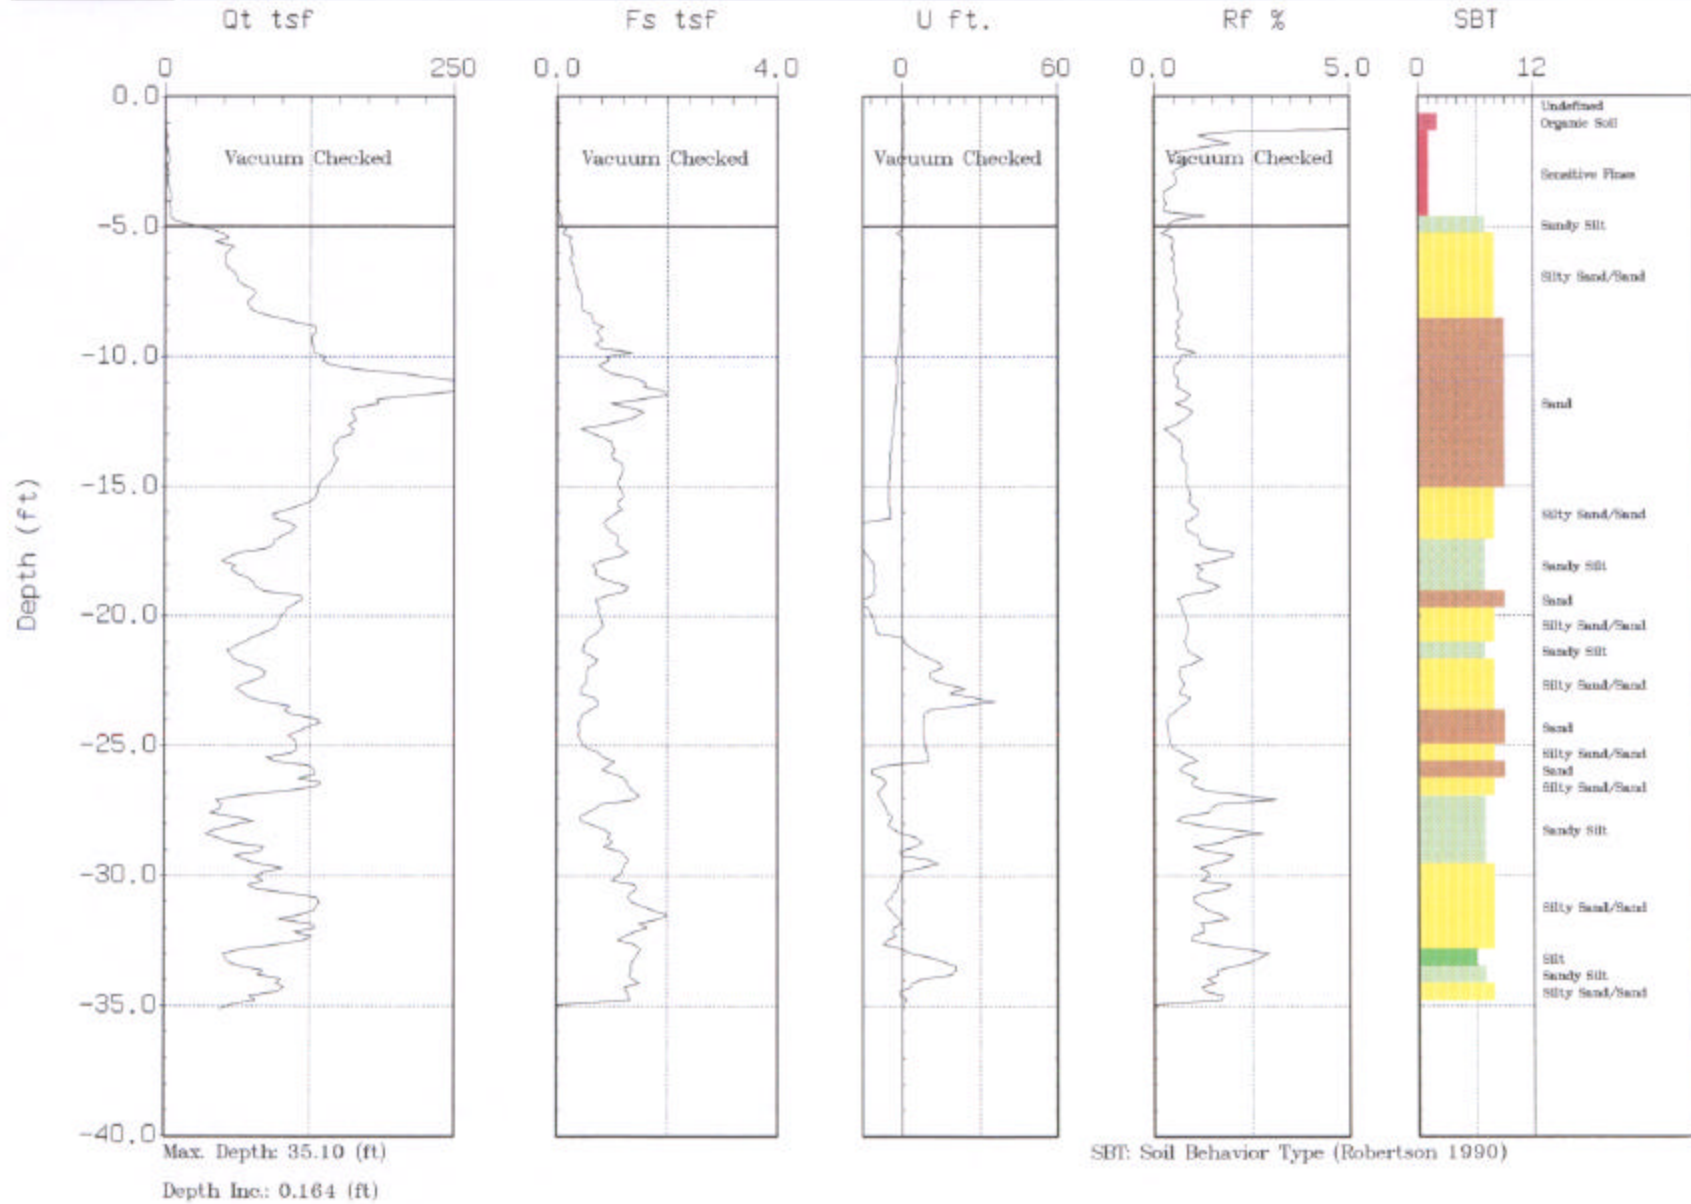 Qt tsf Fs tsf U ft. Rf % SBT
0 250 0.0 4.0 0 60 0.0 5.0 0 12
0.0
Undefined
Organic Soil
Vacuum Checked Vacuum Checked Vacuum Checked Vacuum Checked
Sensitive Fines
-5.0
Sandy Silt
Silty Sand/Sand
-10.0
Sand
-15.0
Silty Sand/Sand
Depth (ft)
Sandy Silt
Sand
-20.0
Silty Sand/Sand
Sandy Silt
Silty Sand/Sand
Sand
-25.0
Silty Sand/Sand
Sand
Silty Sand/Sand
Sandy Silt
-30.0
Silty Sand/Sand
Silt
Sandy Silt
Silty Sand/Sand
-35.0
-40.0
Max. Depth: 35.10 (ft)
SBT: Soil Behavior Type (Robertson 1990)
Depth Inc.: 0.164 (ft)